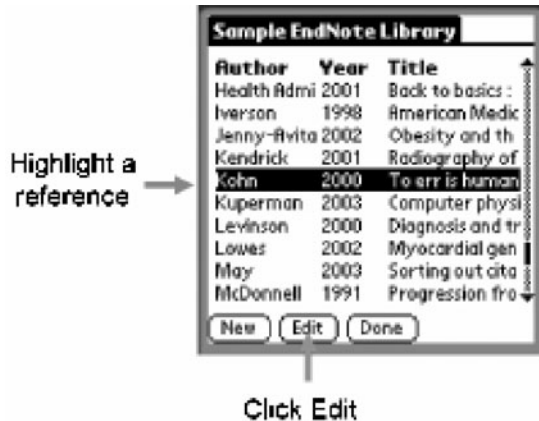 Sample EndNote Library
Author Year Title
Health Admi 2001 Back to basics :
Iverson 1998 American Medic
Jenny-Avita 2002 Obesity and th
Kendrick 2001 Radiography of
Highlight a reference
Kohn 2000 To err is human
Kuperman 2003 Computer physi
Levinson 2000 Diagnosis and tr
Lowes 2002 Myocardial gen
May 2003 Sorting out cita
McDonnell 1991 Progression fro
New Edit Done
Click Edit